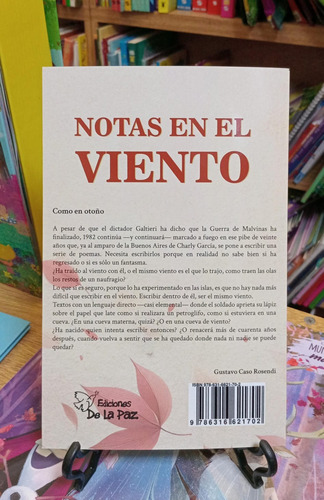 NOTAS EN EL
VIENTO
Como en otoño
A pesar de que el dictador Galtieri ha dicho que la Guerra de Malvinas ha
finalizado, 1982 continúa —y continuará— marcado a fuego en ese pibe de veinte
años que, ya al amparo de la Buenos Aires de Charly García, se pone a escribir una
serie de poemas. Necesita escribirlos porque en realidad no sabe bien si ha
regresado o si es sólo un fantasma.
¿Ha traído al viento con él, o el mismo viento es el que lo trajo, como traen las olas
los restos de un naufragio?
Lo que sí es seguro, porque lo ha experimentado en las islas, es que no hay nada más
difícil que escribir en el viento. Escribir dentro de él, ser el mismo viento.
Textos con un lenguaje directo —casi elemental— donde el soldado aprieta su lápiz
sobre el papel que late como si realizara un petroglifo, como si estuviera en una
cueva. ¿En una cueva materna, quizá? ¿O en una cueva de viento?
¿Ha nacido quien intenta escribir entonces? ¿O renacerá más de cuarenta años
después, cuando vuelva a sentir que se ha quedado donde nada ni nadie se puede
quedar?
Gustavo Caso Rosendi
Ediciones
De La Paz
ISBN 978-631-6621-70-2
9 786316 621702